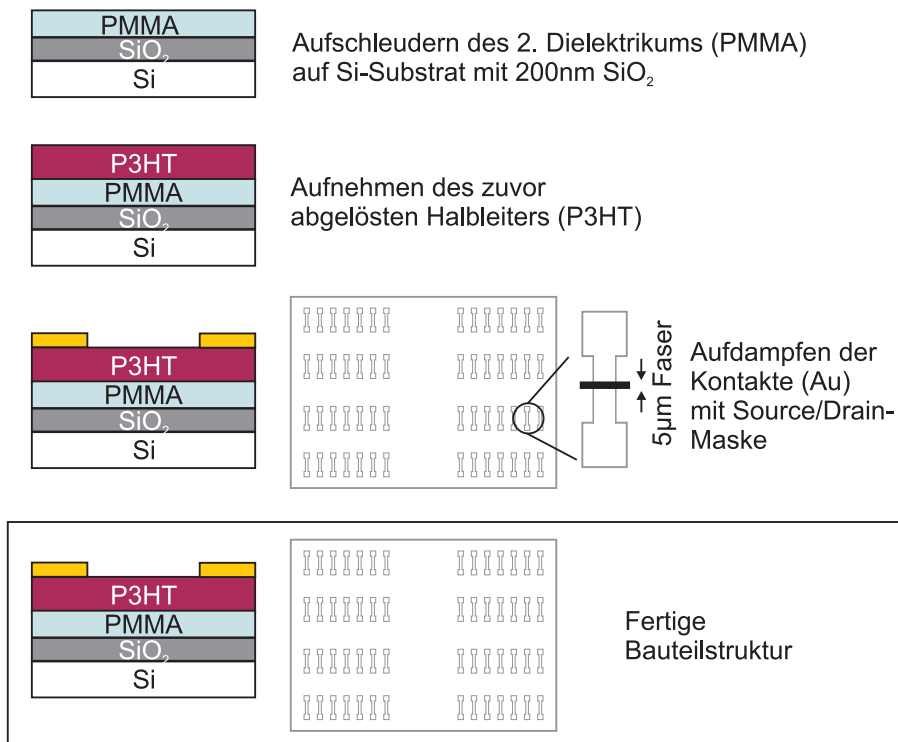 PMMA
SiO₂
Si
Aufschleudern des 2. Dielektrikums (PMMA)
auf Si-Substrat mit 200nm SiO₂
P3HT
PMMA
SiO₂
Si
Aufnehmen des zuvor
abgelösten Halbleiters (P3HT)
P3HT
PMMA
SiO₂
Si
5µm Faser
Aufdampfen der
Kontakte (Au)
mit Source/Drain-
Maske
P3HT
PMMA
SiO₂
Si
Fertige
Bauteilstruktur